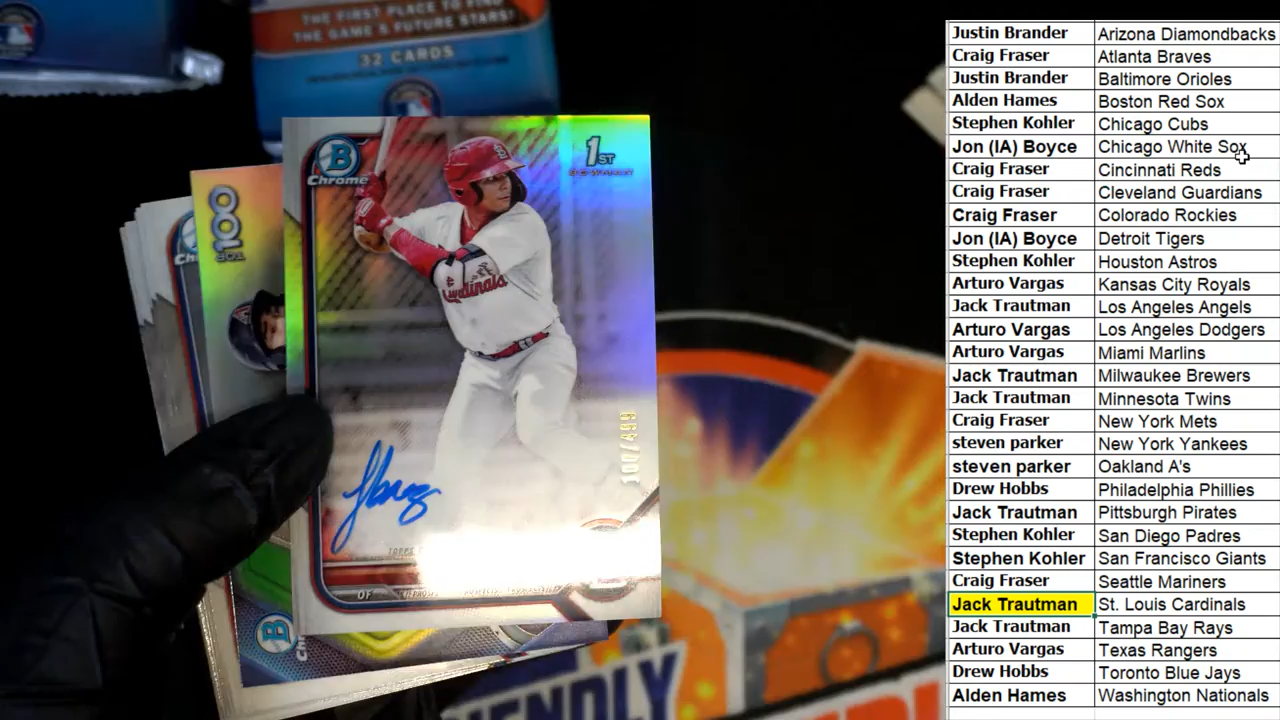 THE FIRST PLACE TO FIND
THE GAME'S FUTURE STARS!
32 CARDS
B
Chrome
1ST
BOWMAN
Cardinals
100/499
100
OF
B
Justin Brander Arizona Diamondbacks
Craig Fraser Atlanta Braves
Justin Brander Baltimore Orioles
Alden Hames Boston Red Sox
Stephen Kohler Chicago Cubs
Jon (IA) Boyce Chicago White Sox
Craig Fraser Cincinnati Reds
Craig Fraser Cleveland Guardians
Craig Fraser Colorado Rockies
Jon (IA) Boyce Detroit Tigers
Stephen Kohler Houston Astros
Arturo Vargas Kansas City Royals
Jack Trautman Los Angeles Angels
Arturo Vargas Los Angeles Dodgers
Arturo Vargas Miami Marlins
Jack Trautman Milwaukee Brewers
Jack Trautman Minnesota Twins
Craig Fraser New York Mets
steven parker New York Yankees
steven parker Oakland A's
Drew Hobbs Philadelphia Phillies
Jack Trautman Pittsburgh Pirates
Stephen Kohler San Diego Padres
Stephen Kohler San Francisco Giants
Craig Fraser Seattle Mariners
Jack Trautman St. Louis Cardinals
Jack Trautman Tampa Bay Rays
Arturo Vargas Texas Rangers
Drew Hobbs Toronto Blue Jays
Alden Hames Washington Nationals